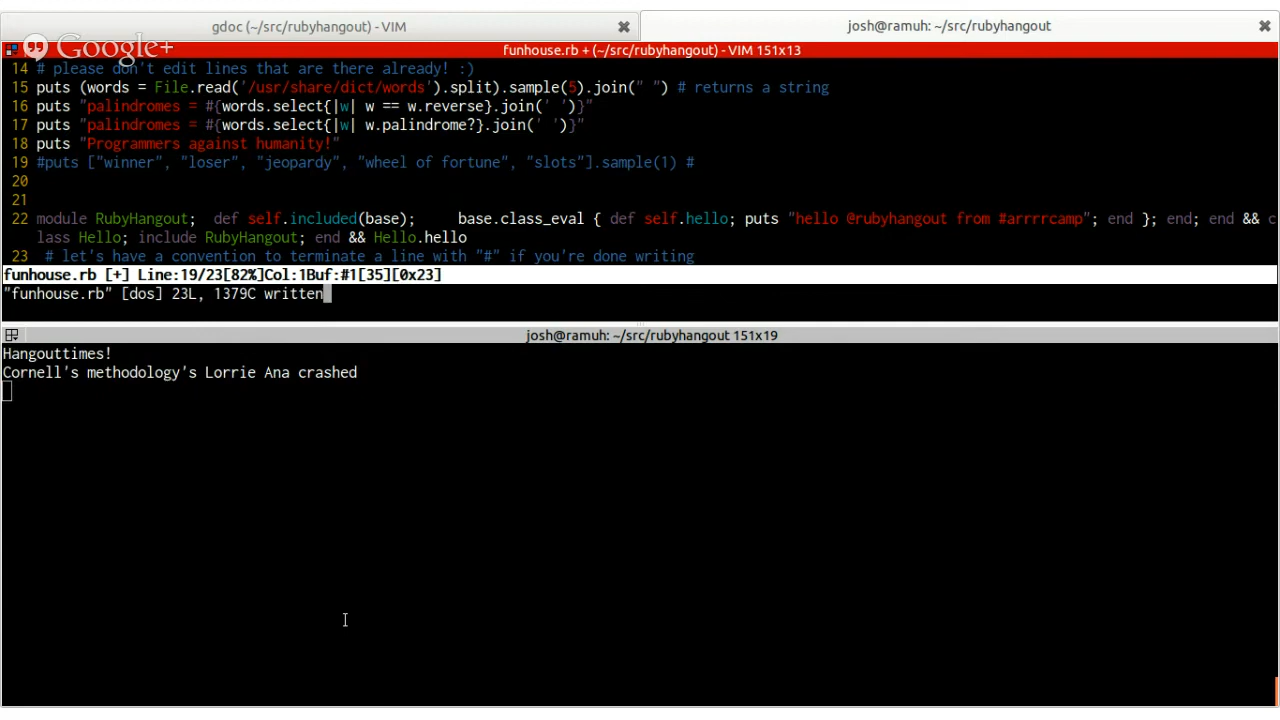 gdoc (~/src/rubyhangout) - VIM
josh@ramuh: ~/src/rubyhangout
Google+
funhouse.rb + (~/src/rubyhangout) - VIM 151x13
14 # please don't edit lines that are there already! :)
15 puts (words = File.read('/usr/share/dict/words').split).sample(5).join(" ") # returns a string
16 puts "palindromes = #{words.select{|w| w == w.reverse}.join(' ')}"
17 puts "palindromes = #{words.select{|w| w.palindrome?}.join(' ')}"
18 puts "Programmers against humanity!"
19 #puts ["winner", "loser", "jeopardy", "wheel of fortune", "slots"].sample(1) #
20
21
22 module RubyHangout;  def self.included(base);     base.class_eval { def self.hello; puts "hello @rubyhangout from #arrrrcamp"; end }; end; end && c
lass Hello; include RubyHangout; end && Hello.hello
23  # let's have a convention to terminate a line with "#" if you're done writing
funhouse.rb [+] Line:19/23[82%]Col:1Buf:#1[35][0x23]
"funhouse.rb" [dos] 23L, 1379C written
josh@ramuh: ~/src/rubyhangout 151x19
Hangouttimes!
Cornell's methodology's Lorrie Ana crashed